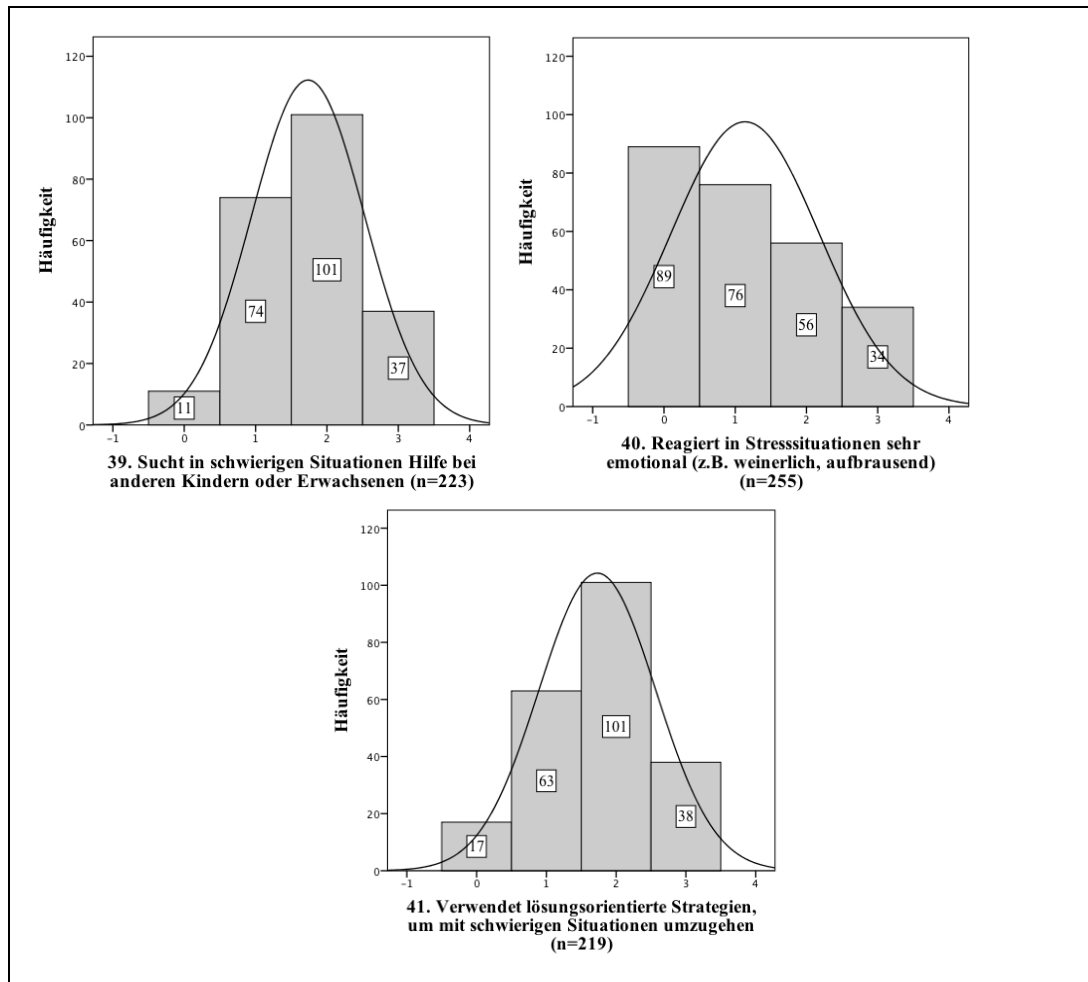 120
100
80
60
40
20
0
Häufigkeit
11
74
101
37
-1 0 1 2 3 4
39. Sucht in schwierigen Situationen Hilfe bei
anderen Kindern oder Erwachsenen (n=223)
120
100
80
60
40
20
0
Häufigkeit
89
76
56
34
-1 0 1 2 3 4
40. Reagiert in Stresssituationen sehr
emotional (z.B. weinerlich, aufbrausend)
(n=255)
120
100
80
60
40
20
0
Häufigkeit
17
63
101
38
-1 0 1 2 3 4
41. Verwendet lösungsorientierte Strategien,
um mit schwierigen Situationen umzugehen
(n=219)